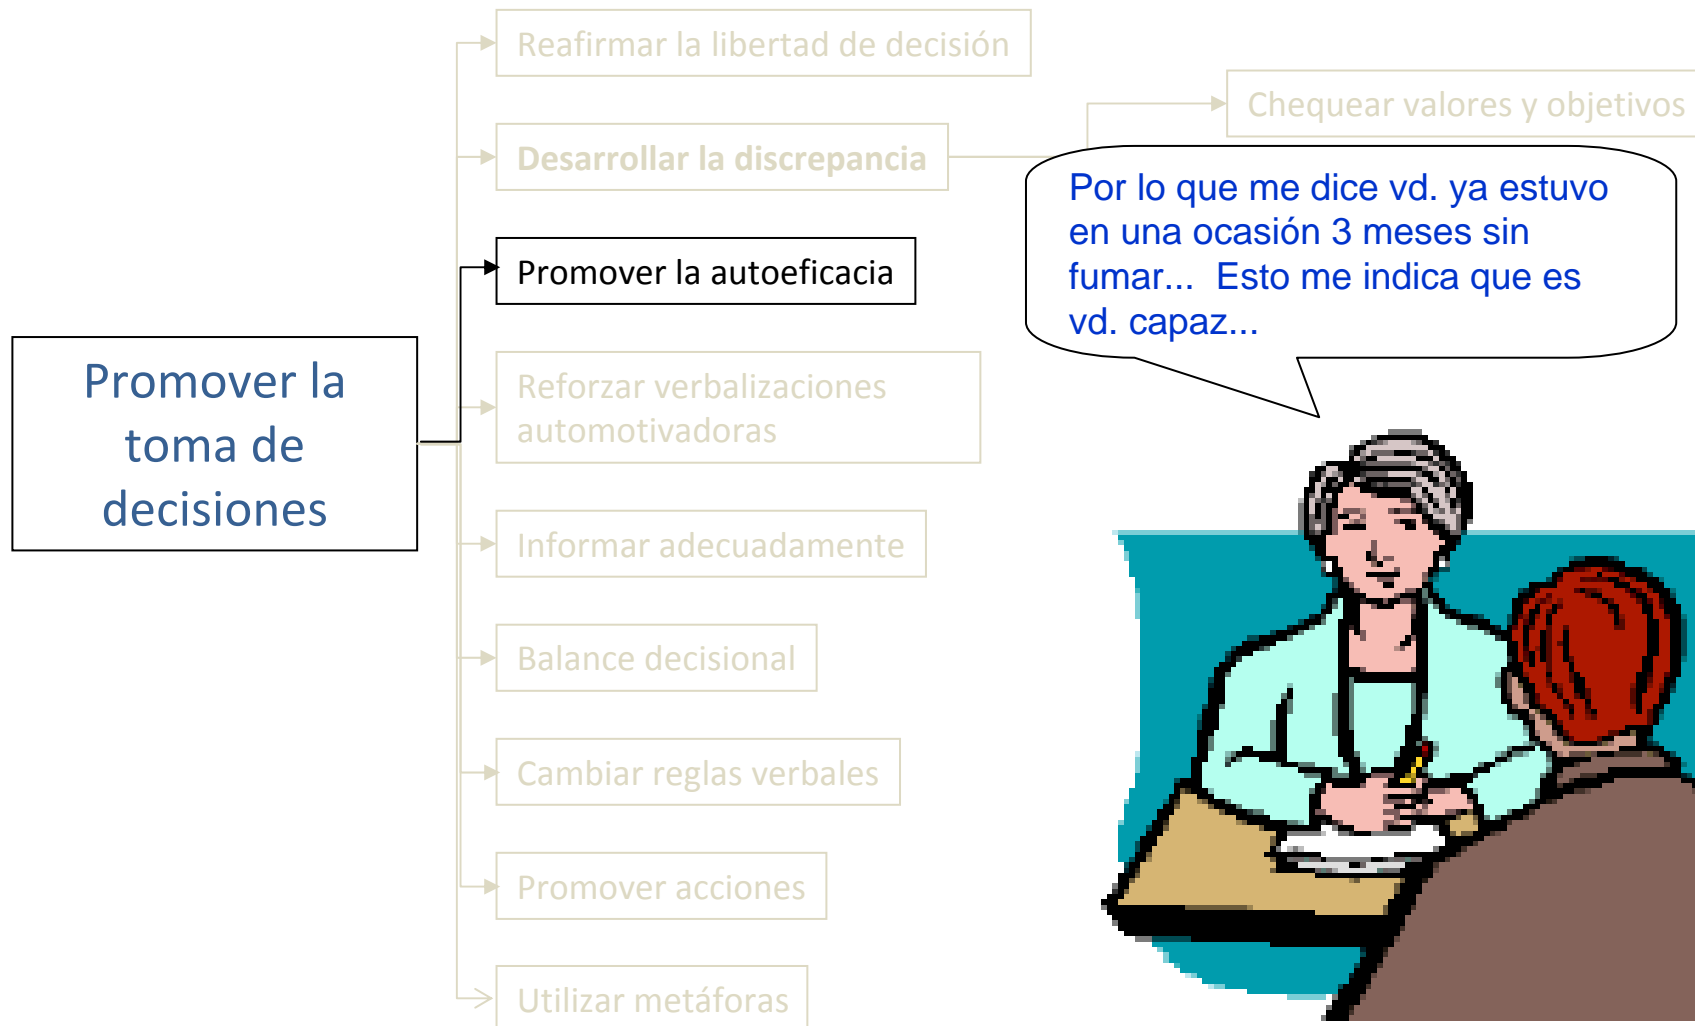 Reafirmar la libertad de decisión
Chequear valores y objetivos
Desarrollar la discrepancia
Por lo que me dice vd. ya estuvo
en una ocasión 3 meses sin
fumar... Esto me indica que es
vd. capaz...
Promover la autoeficacia
Promover la
toma de
decisiones
Reforzar verbalizaciones
automotivadoras
Informar adecuadamente
Balance decisional
Cambiar reglas verbales
Promover acciones
Utilizar metáforas